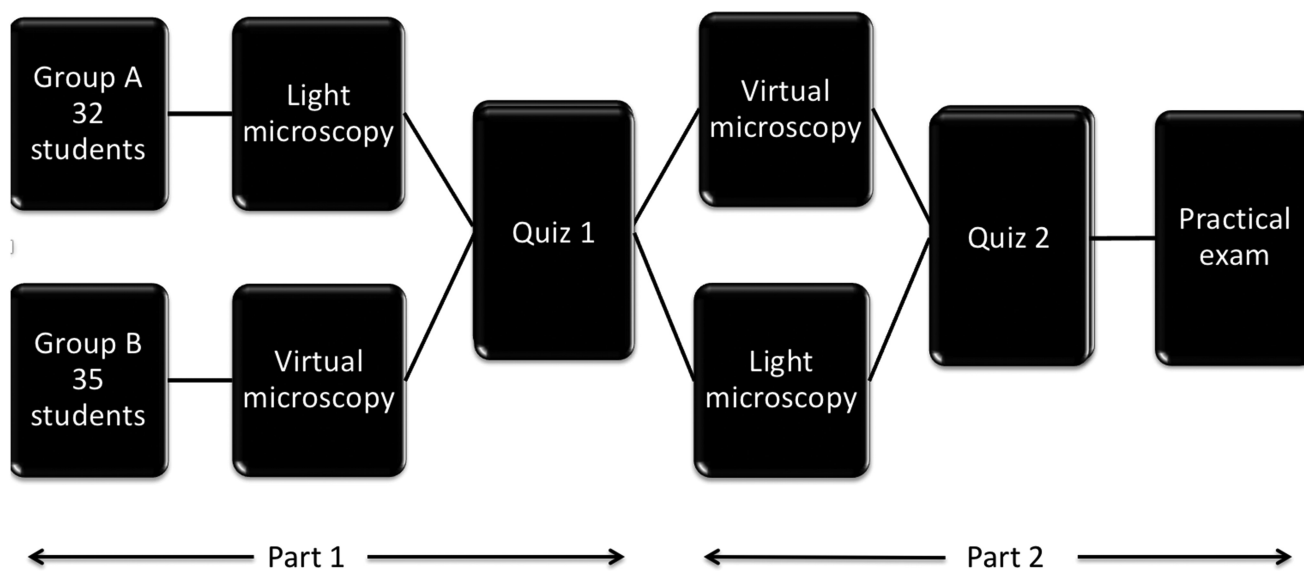 Group A
32
students
Light
microscopy
Group B
35
students
Virtual
microscopy
Quiz 1
Virtual
microscopy
Light
microscopy
Quiz 2
Practical
exam
Part 1
Part 2